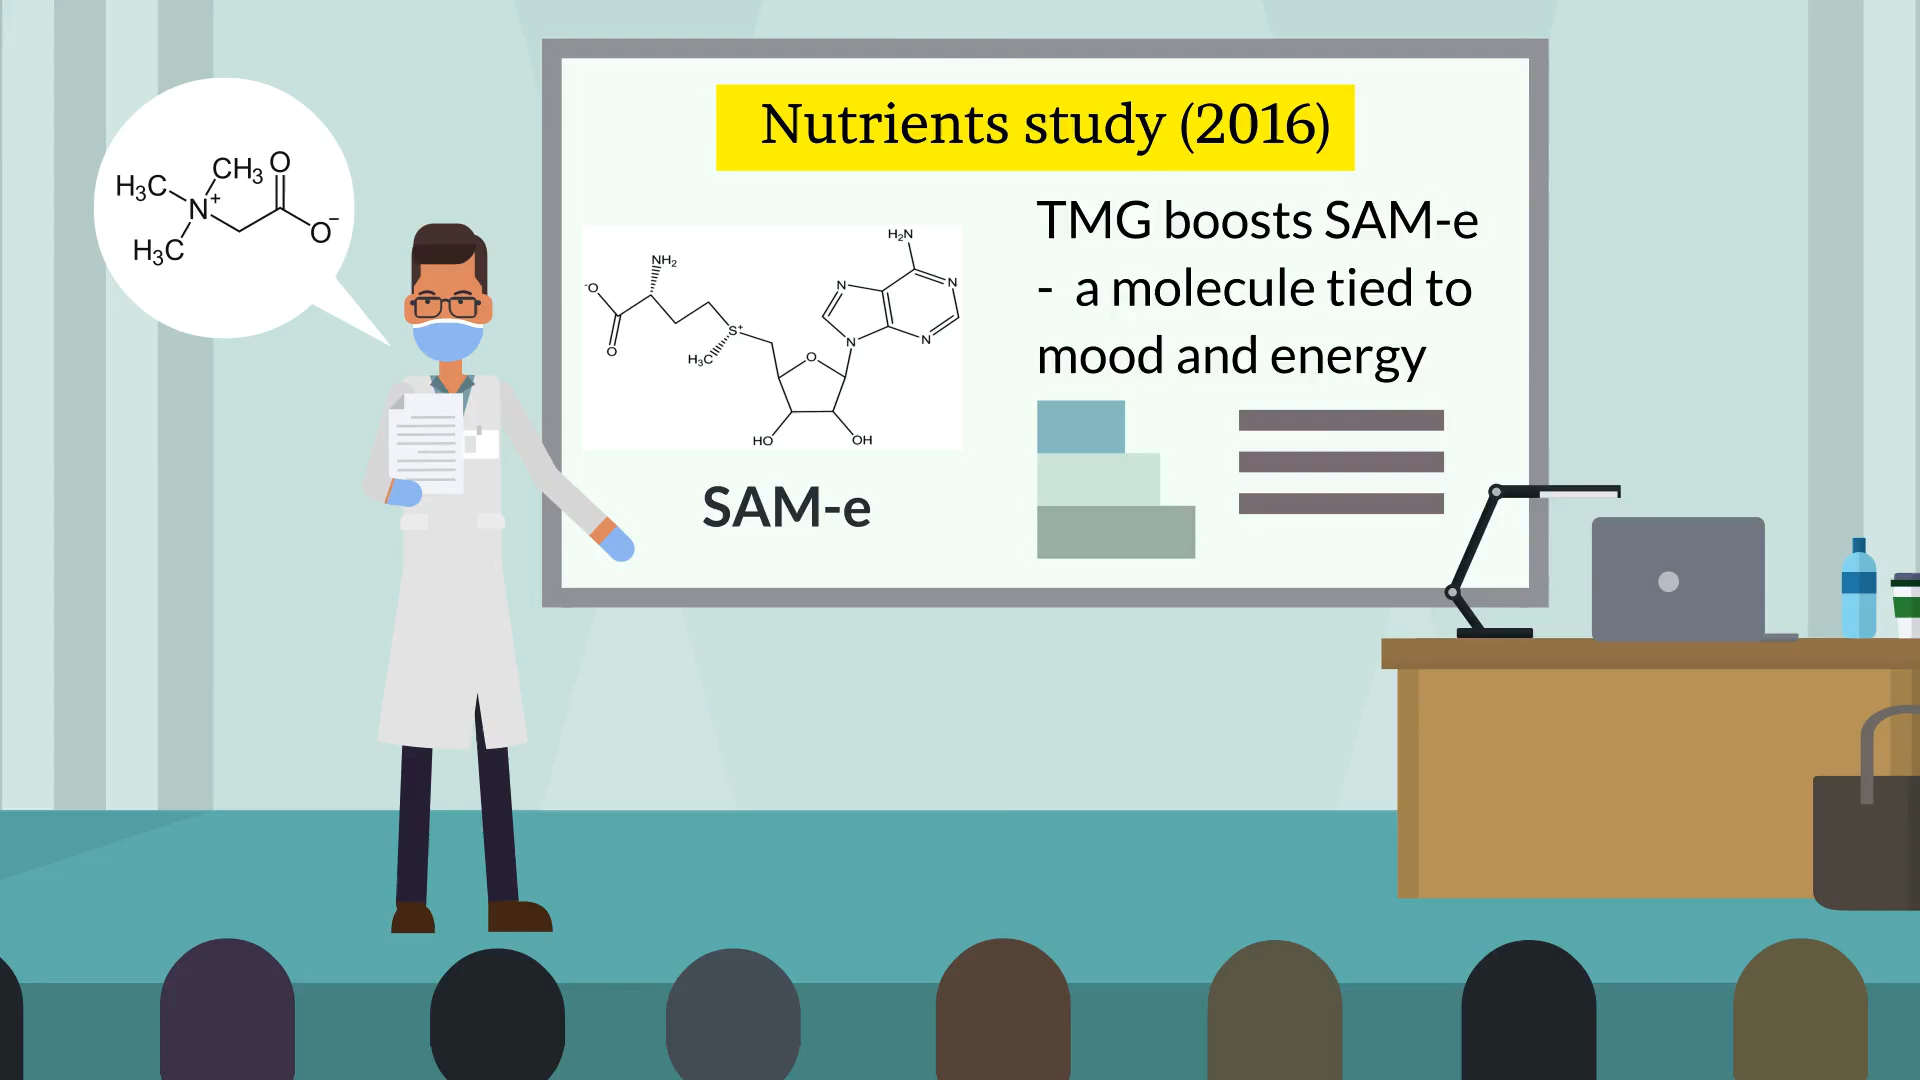 Nutrients study (2016)
TMG boosts SAM-e
- a molecule tied to
mood and energy
SAM-e
H₃C
CH₃
O
N⁺
O⁻
H₃C
H₂N
NH₂
⁻O
N
N
S⁺
O
H₃C
O
N
N
HO
OH